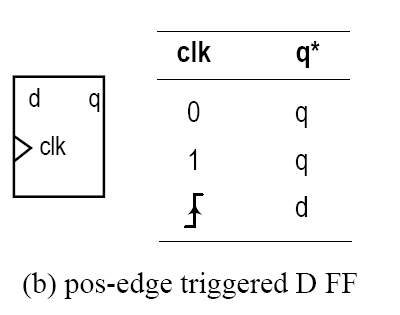 clk q*
d q
0 q
clk
1 q
d
(b) pos-edge triggered D FF